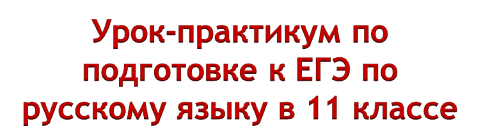 Урок-практикум по
подготовке к ЕГЭ по
русскому языку в 11 классе